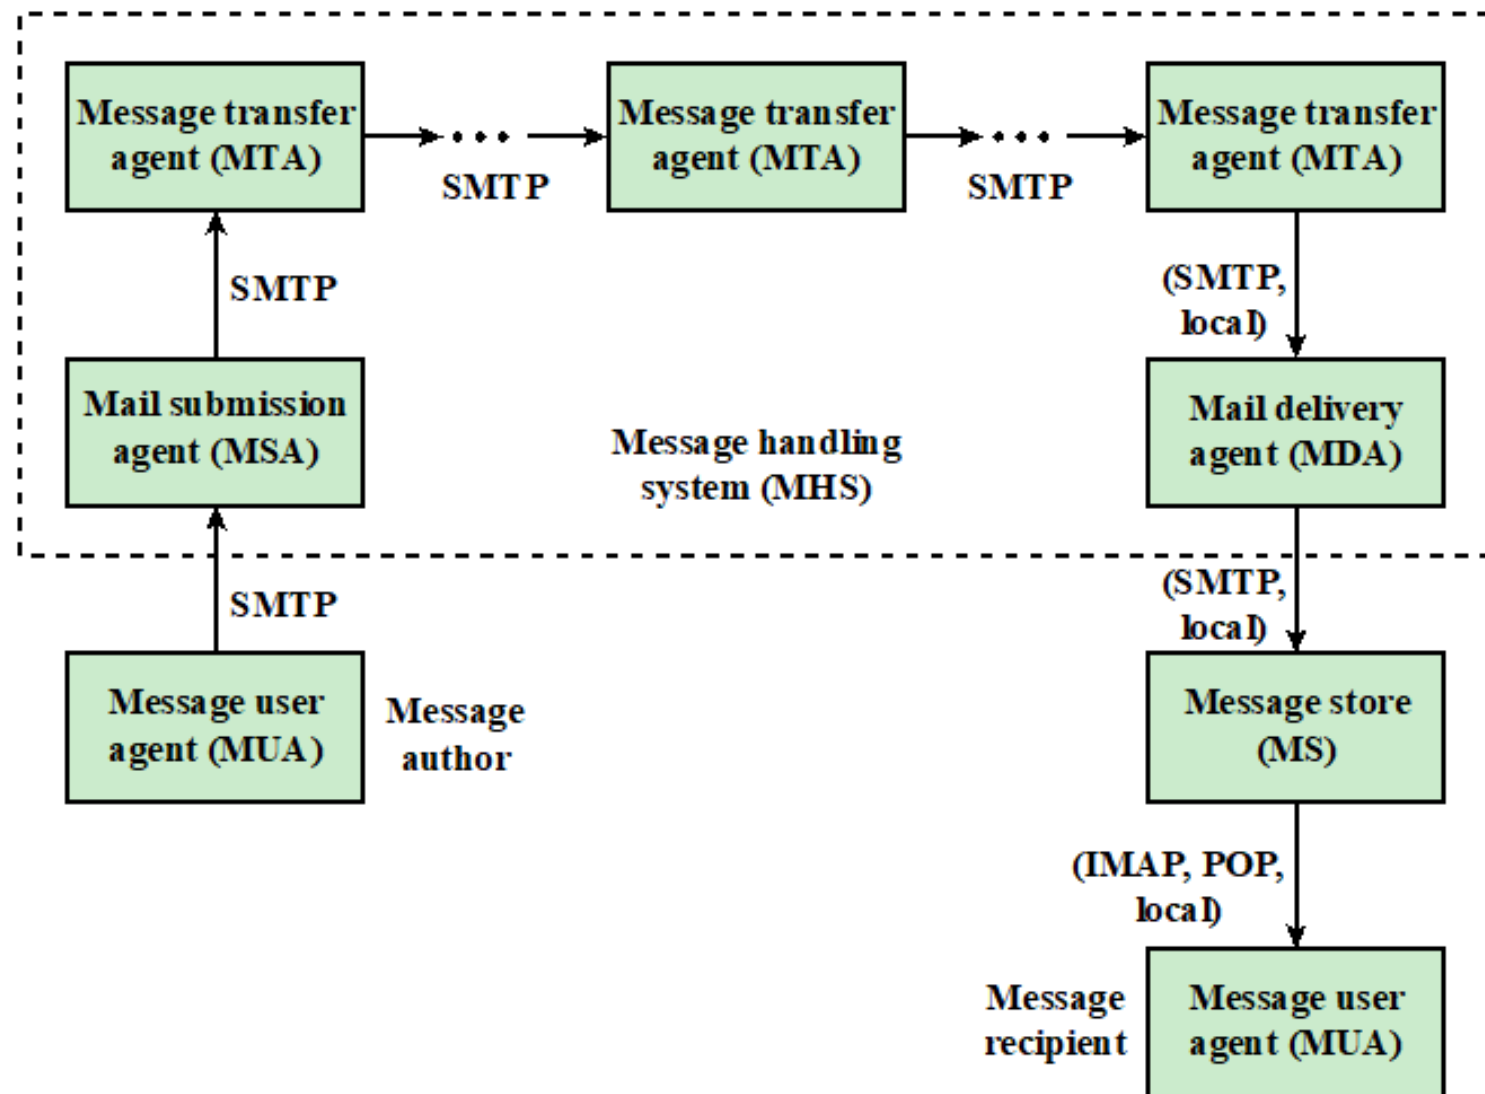 Message transfer
agent (MTA)
SMTP
Message transfer
agent (MTA)
SMTP
Message transfer
agent (MTA)
SMTP
(SMTP,
local)
Mail submission
agent (MSA)
Message handling
system (MHS)
Mail delivery
agent (MDA)
SMTP
(SMTP,
local)
Message user
agent (MUA)
Message
author
Message store
(MS)
(IMAP, POP,
local)
Message
recipient
Message user
agent (MUA)